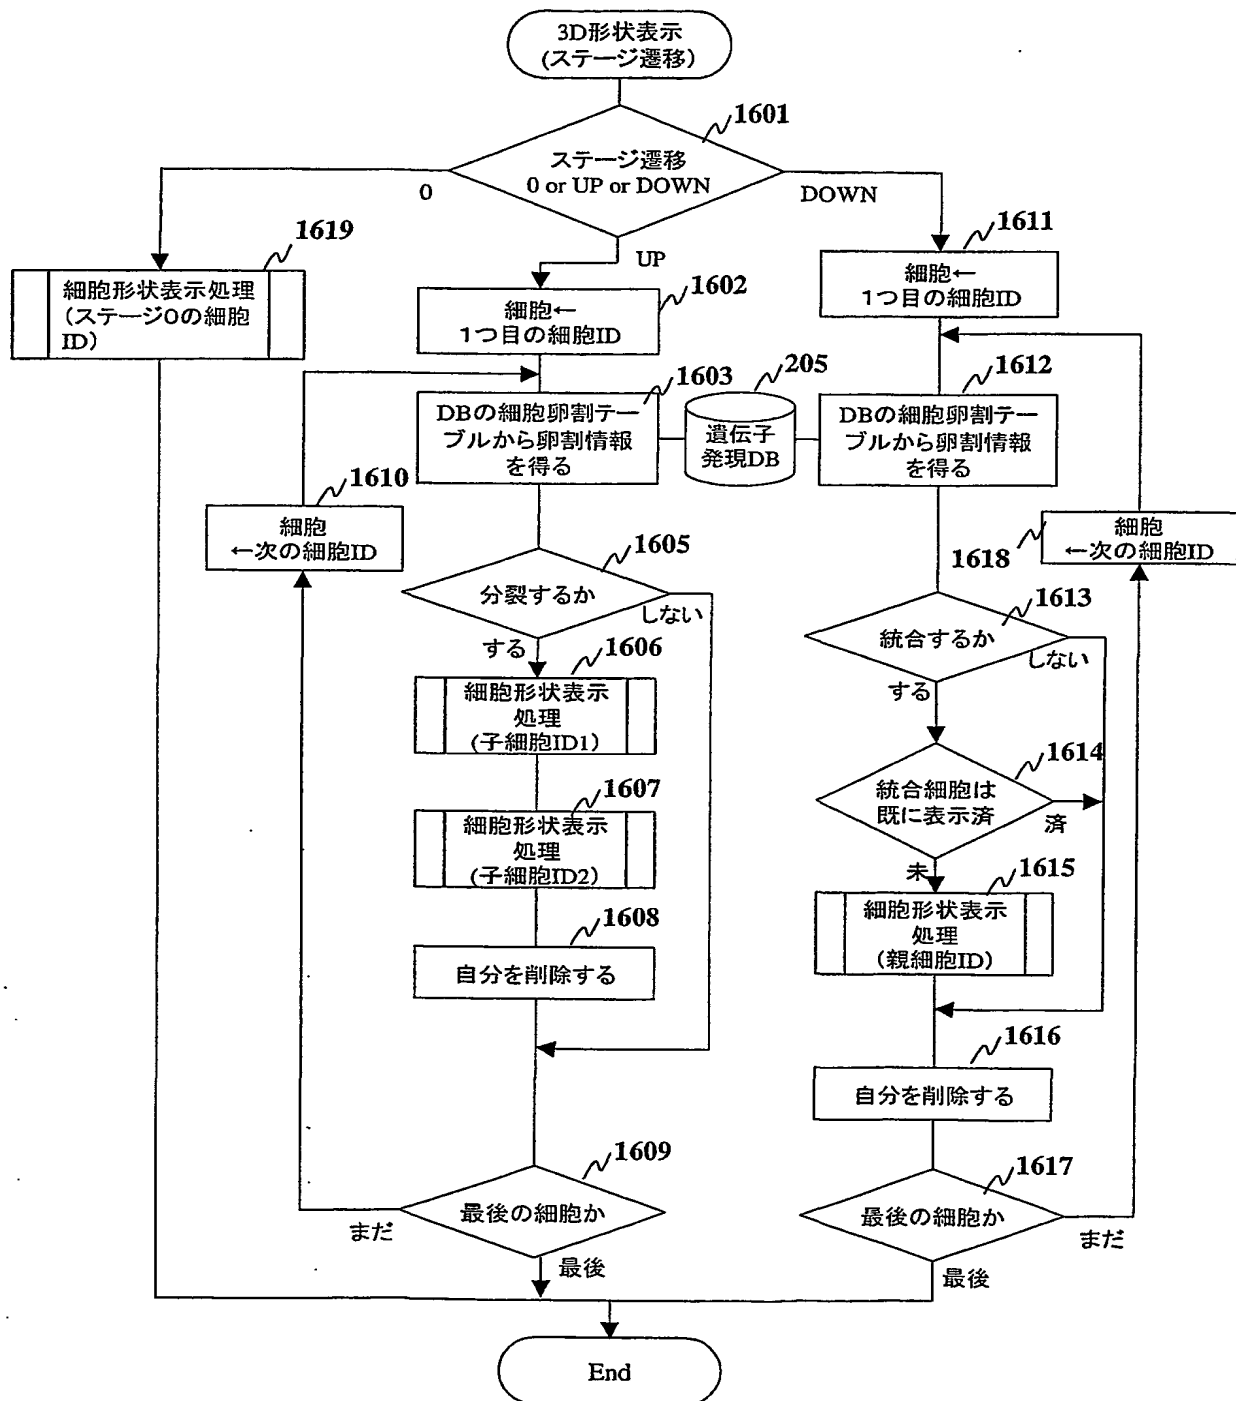 3D形状表示
(ステージ遷移)
1601
ステージ遷移
0 or UP or DOWN
0
UP
DOWN
1619
細胞形状表示処理
(ステージ0の細胞
ID)
1602
細胞←
1つ目の細胞ID
1603
DBの細胞卵割テー
ブルから卵割情報
を得る
205
遺伝子
発現DB
1610
細胞
←次の細胞ID
1605
分裂するか
しない
する
1606
細胞形状表示
処理
(子細胞ID1)
1607
細胞形状表示
処理
(子細胞ID2)
1608
自分を削除する
1609
最後の細胞か
まだ
最後
1611
細胞←
1つ目の細胞ID
1612
DBの細胞卵割テー
ブルから卵割情報
を得る
1618
細胞
←次の細胞ID
1613
統合するか
しない
する
1614
統合細胞は
既に表示済
済
未
1615
細胞形状表示
処理
(親細胞ID)
1616
自分を削除する
1617
最後の細胞か
まだ
最後
End